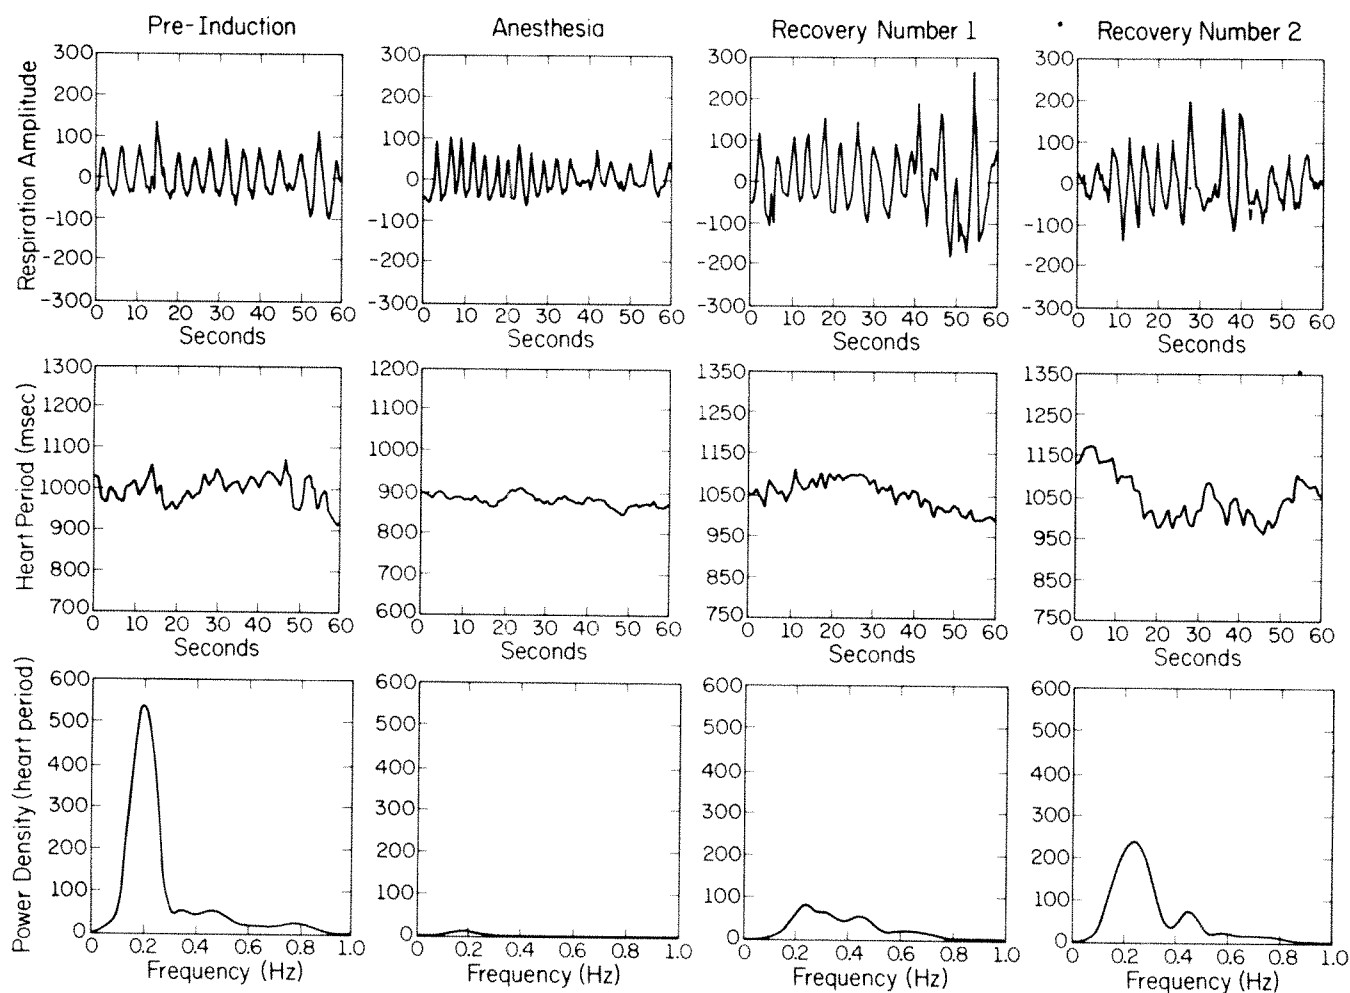 Pre-Induction Anesthesia Recovery Number 1 Recovery Number 2
Respiration Amplitude
300 300 300 300
200 200 200 200
100 100 100 100
0 0 0 0
-100 -100 -100 -100
-200 -200 -200 -200
-300 -300 -300 -300
0 10 20 30 40 50 60 0 10 20 30 40 50 60 0 10 20 30 40 50 60 0 10 20 30 40 50 60
Seconds Seconds Seconds Seconds
Heart Period (msec)
1300 1200 1350 1350
1200 1100 1250 1250
1100 1000 1150 1150
1000 900 1050 1050
900 800 950 950
800 700 850 850
700 600 750 750
0 10 20 30 40 50 60 0 10 20 30 40 50 60 0 10 20 30 40 50 60 0 10 20 30 40 50 60
Seconds Seconds Seconds Seconds
Power Density (heart period)
600 600 600 600
500 500 500 500
400 400 400 400
300 300 300 300
200 200 200 200
100 100 100 100
0 0 0 0
0 0.2 0.4 0.6 0.8 1.0 0 0.2 0.4 0.6 0.8 1.0 0 0.2 0.4 0.6 0.8 1.0 0 0.2 0.4 0.6 0.8 1.0
Frequency (Hz) Frequency (Hz) Frequency (Hz) Frequency (Hz)